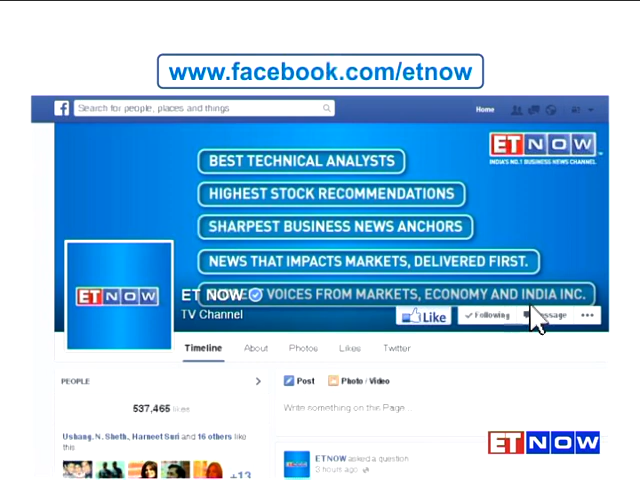 www.facebook.com/etnow
Search for people, places and things
Home
ET NOW
INDIA'S NO.1 BUSINESS NEWS CHANNEL
BEST TECHNICAL ANALYSTS
HIGHEST STOCK RECOMMENDATIONS
SHARPEST BUSINESS NEWS ANCHORS
NEWS THAT IMPACTS MARKETS, DELIVERED FIRST.
VOICES FROM MARKETS, ECONOMY AND INDIA INC.
ET NOW
ET NOW
TV Channel
Like
Following
Timeline
About
Photos
Likes
Twitter
PEOPLE
537,465 likes
Ushang, N. Sheth, Harneet Suri and 16 others like
this
+13
Post
Photo / Video
Write something on this Page...
ETNOW asked a question
3 hours ago
ET NOW